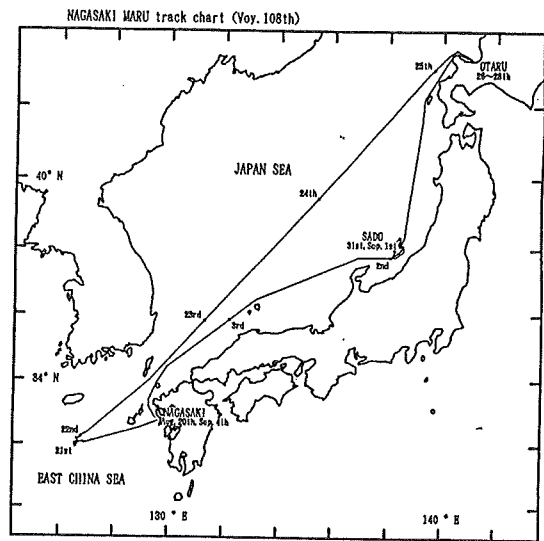 NAGASAKI MARU track chart (Voy. 108th)
25th
OTARU
26~28th
40° N
JAPAN SEA
24th
SADO
31st, Sep. 1st
2nd
23rd
3rd
34° N
22nd
NAGASAKI
Aug. 20th, Sep. 4th
21st
EAST CHINA SEA
130 ° E
140 ° E